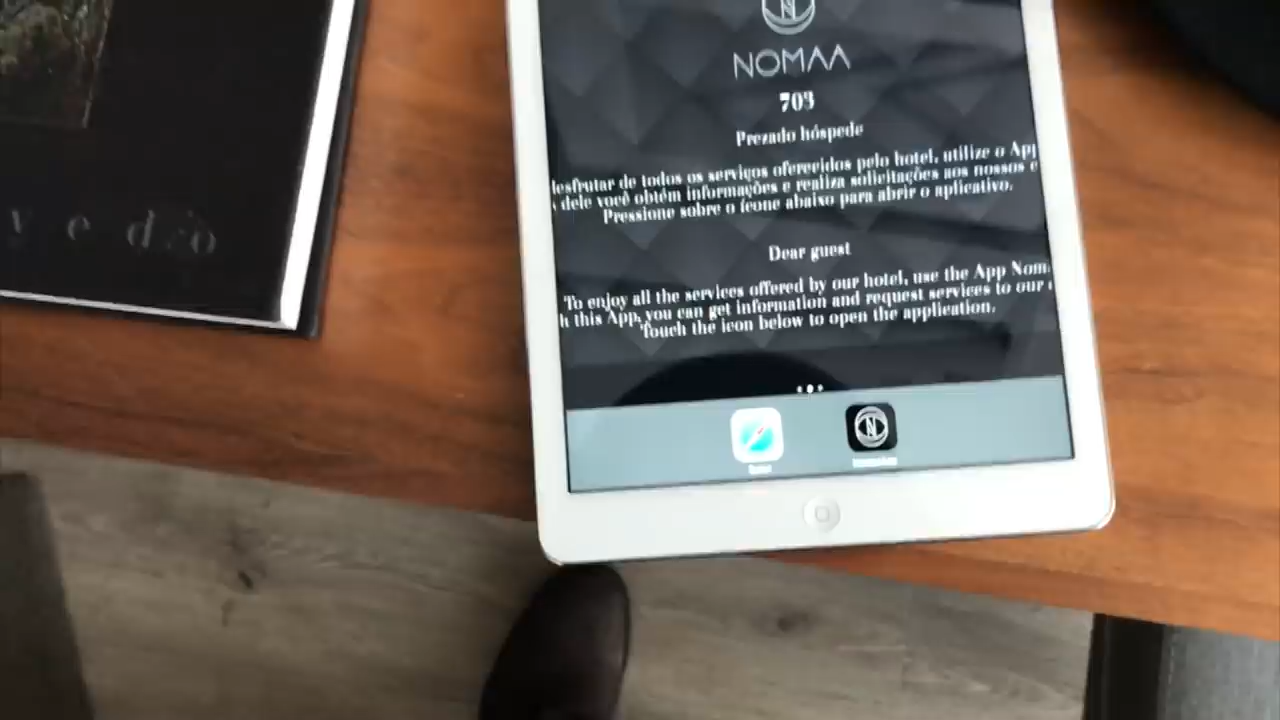 NOMAA
703
Prezado hóspede
desfrutar de todos os serviços oferecidos pelo hotel, utilize o App
dele você obtém informações e realiza solicitações aos nossos
Pressione sobre o ícone abaixo para abrir o aplicativo.
Dear guest
To enjoy all the services offered by our hotel, use the App Nom
h this App, you can get information and request services to our
Touch the icon below to open the application.
y e d r o